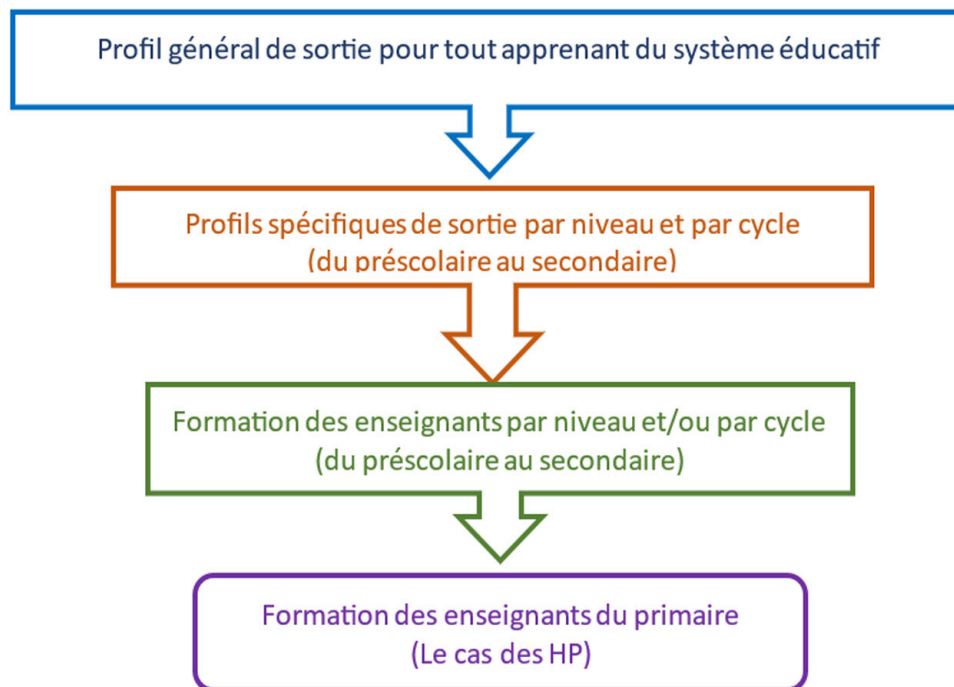 Profil général de sortie pour tout apprenant du système éducatif
Profils spécifiques de sortie par niveau et par cycle
(du préscolaire au secondaire)
Formation des enseignants par niveau et/ou par cycle
(du préscolaire au secondaire)
Formation des enseignants du primaire
(Le cas des HP)